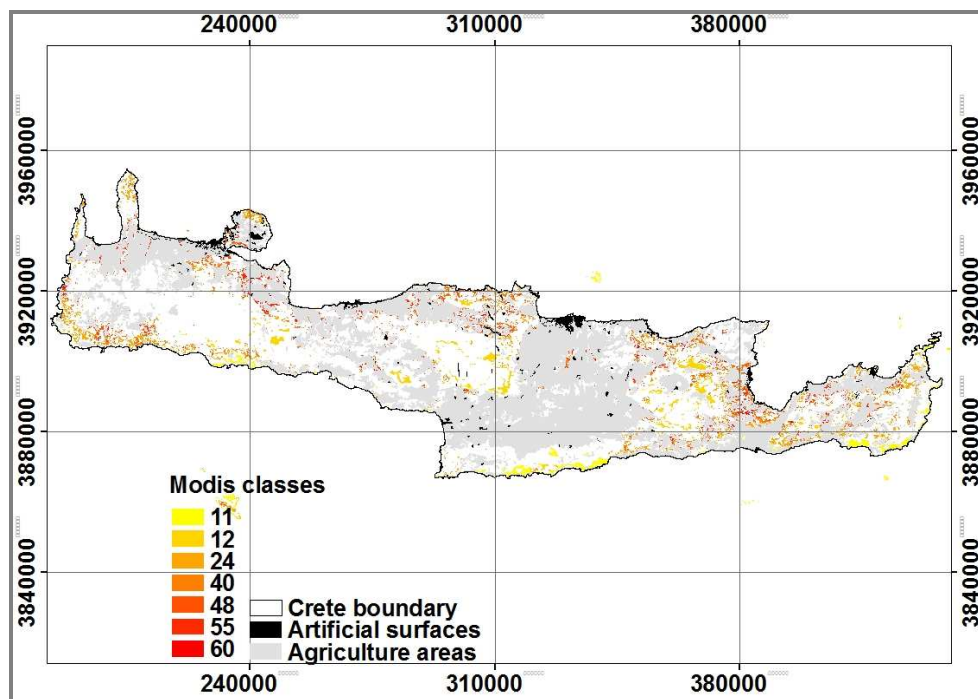 240000 310000 380000
3960000 3960000
3920000 3920000
3880000 3880000
3840000 3840000
Modis classes
11
12
24
40
48
55
60
Crete boundary
Artificial surfaces
Agriculture areas
240000 310000 380000